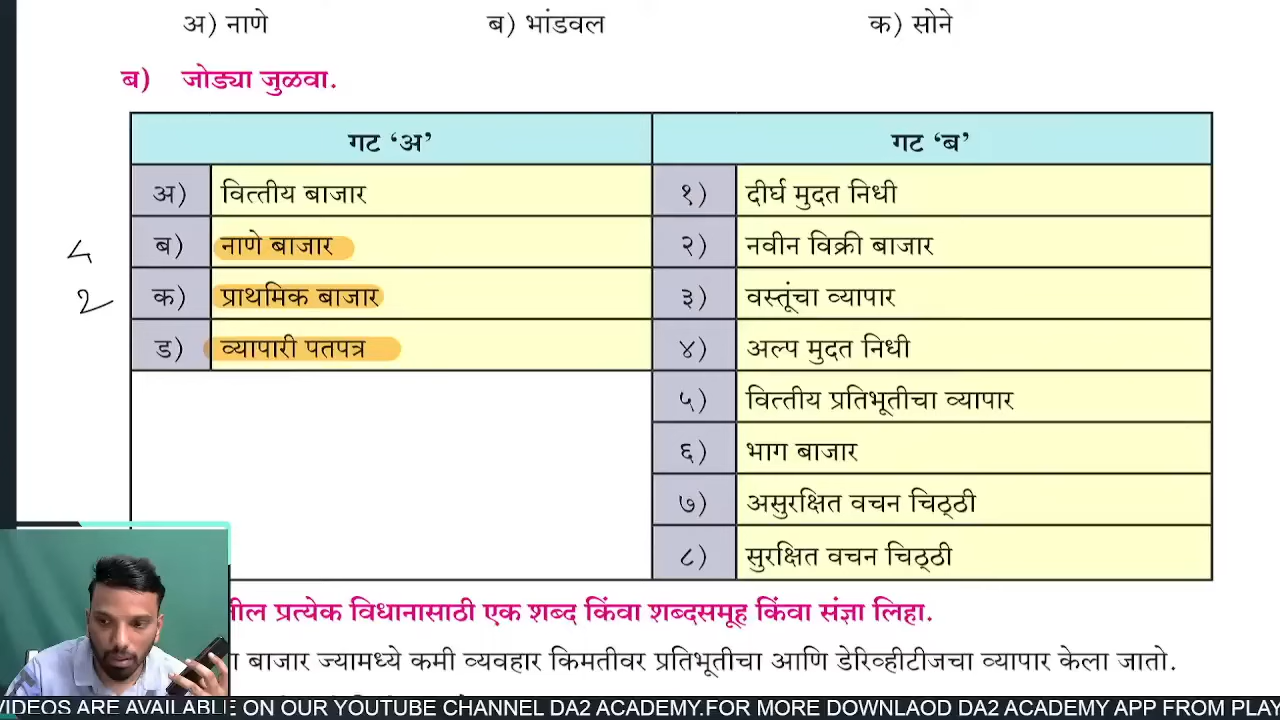 अ) नाणे ब) भांडवल क) सोने
ब) जोड्या जुळवा.
गट ‘अ’ गट ‘ब’
अ) वित्तीय बाजार १) दीर्घ मुदत निधी
४ ब) नाणे बाजार २) नवीन विक्री बाजार
2 क) प्राथमिक बाजार ३) वस्तूंचा व्यापार
ड) व्यापारी पतपत्र ४) अल्प मुदत निधी
५) वित्तीय प्रतिभूतीचा व्यापार
६) भाग बाजार
७) असुरक्षित वचन चिठ्ठी
८) सुरक्षित वचन चिठ्ठी
प्रत्येक विधानासाठी एक शब्द किंवा शब्दसमूह किंवा संज्ञा लिहा.
बाजार ज्यामध्ये कमी व्यवहार किमतीवर प्रतिभूतीचा आणि डेरिव्हीटीजचा व्यापार केला जातो.
VIDEOS ARE AVAILABLE ON OUR YOUTUBE CHANNEL DA2 ACADEMY.FOR MORE DOWNLAOD DA2 ACADEMY APP FROM PLAY